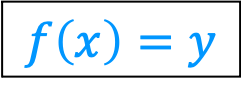 f(x) = y